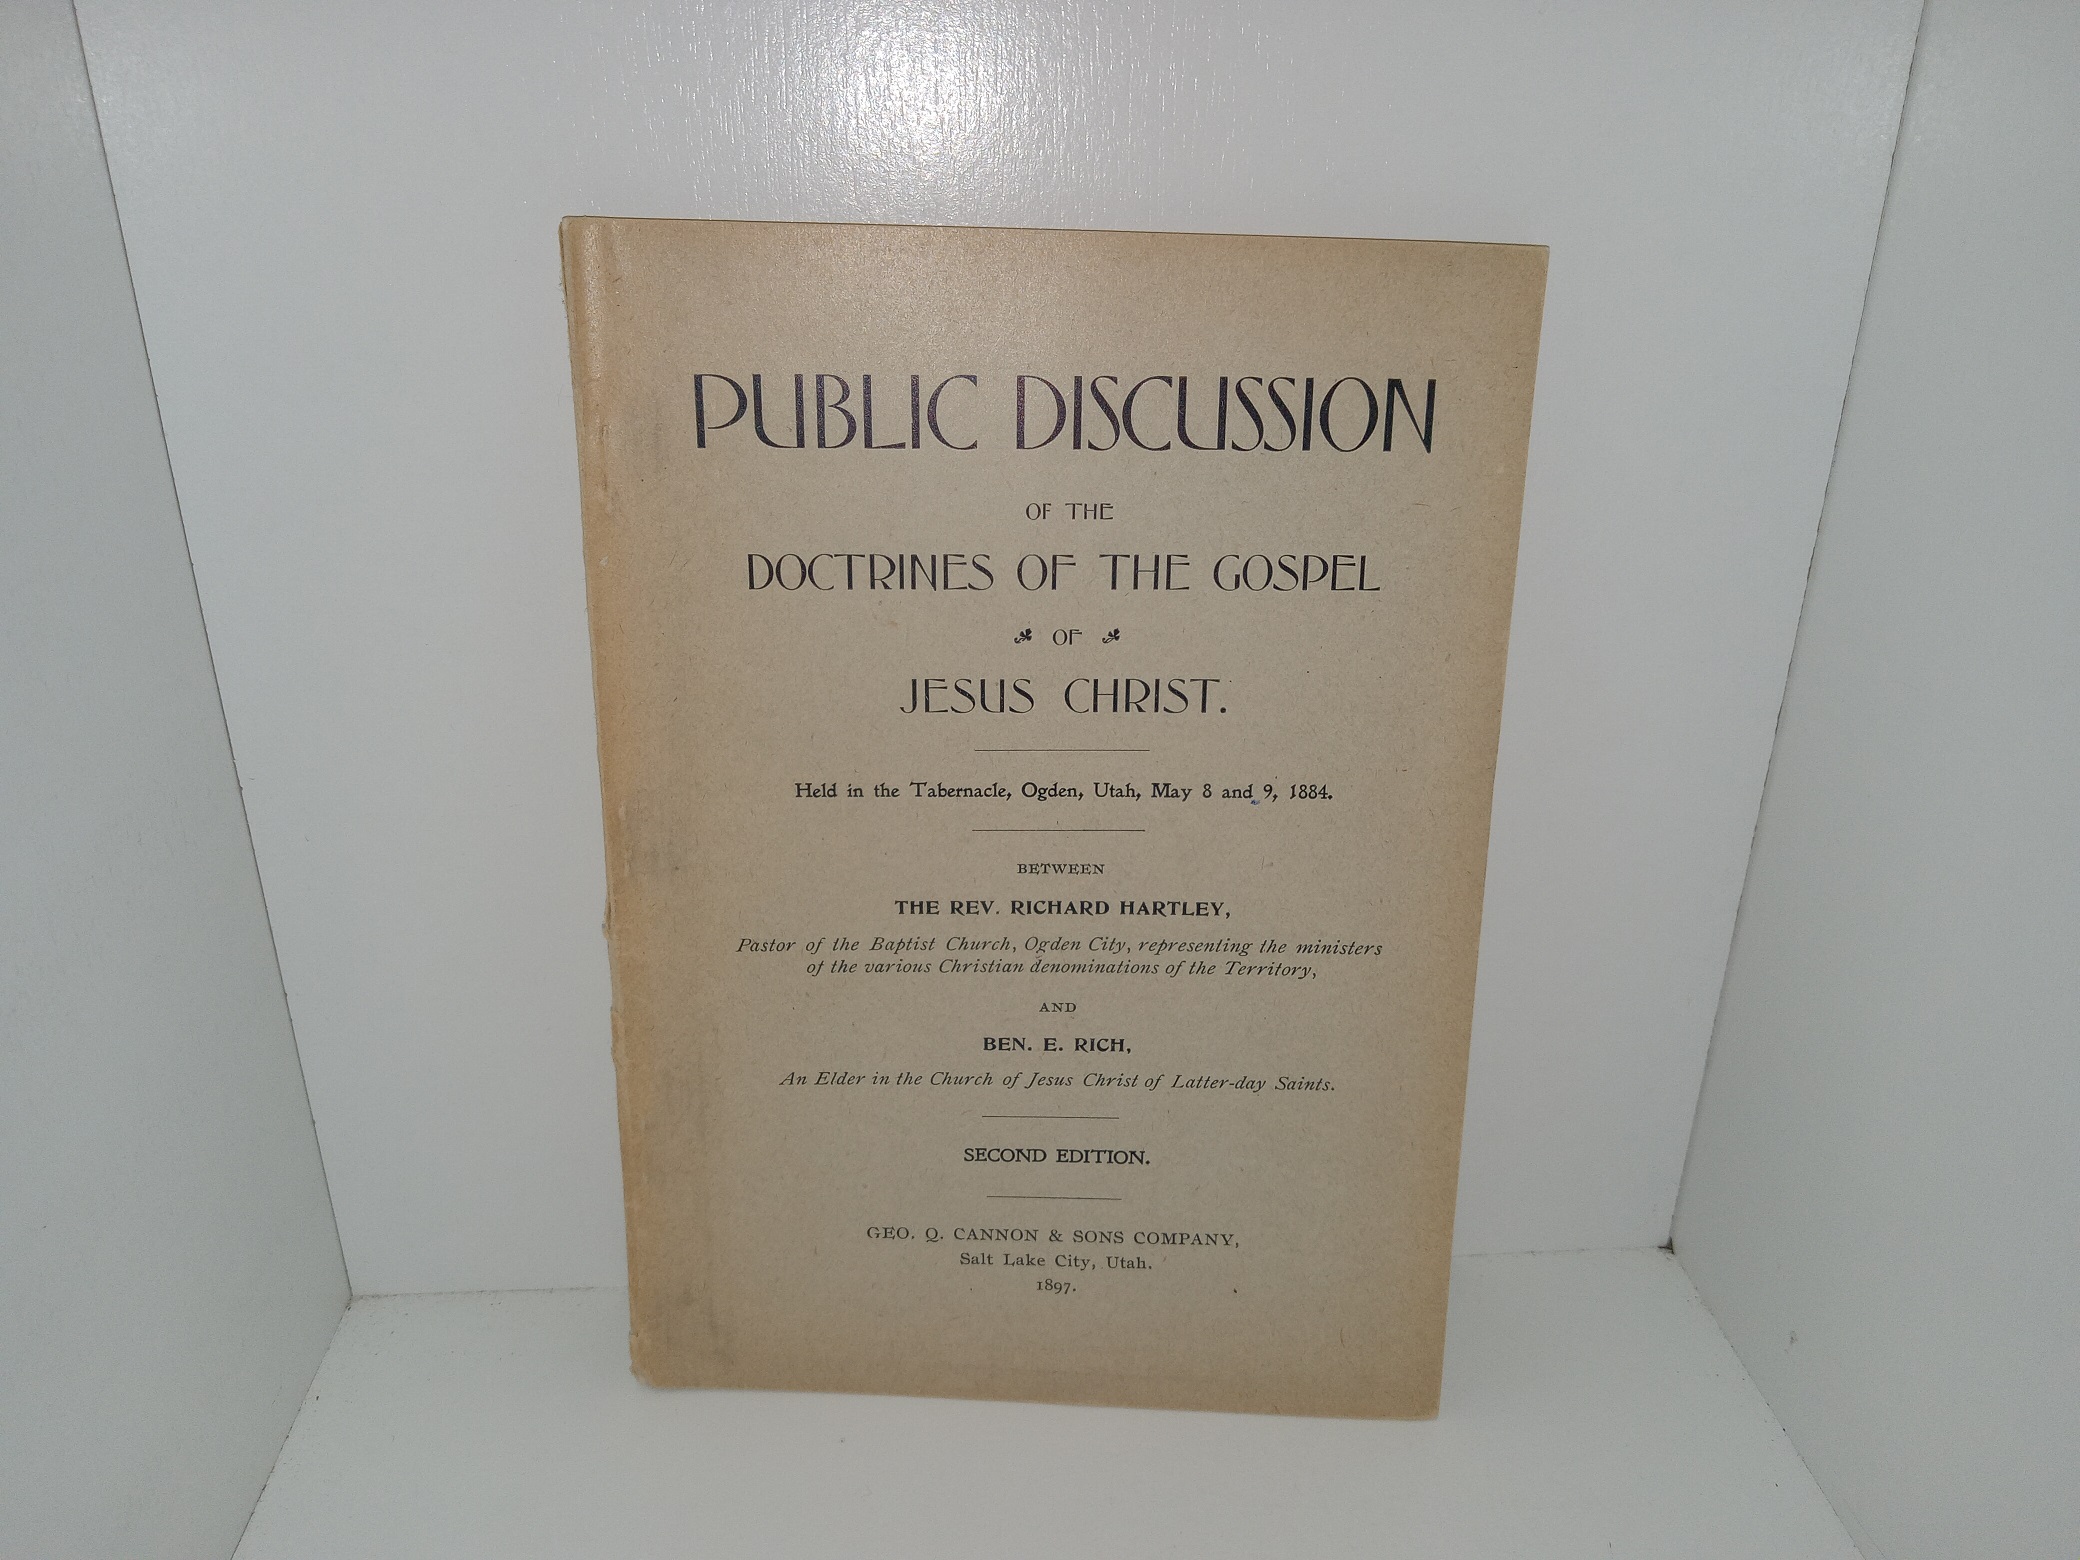 PUBLIC DISCUSSION
OF THE
DOCTRINES OF THE GOSPEL
OF
JESUS CHRIST.
Held in the Tabernacle, Ogden, Utah, May 8 and 9, 1884.
BETWEEN
THE REV. RICHARD HARTLEY,
Pastor of the Baptist Church, Ogden City, representing the ministers
of the various Christian denominations of the Territory,
AND
BEN. E. RICH,
An Elder in the Church of Jesus Christ of Latter-day Saints.
SECOND EDITION.
GEO. Q. CANNON & SONS COMPANY,
Salt Lake City, Utah.
1897.